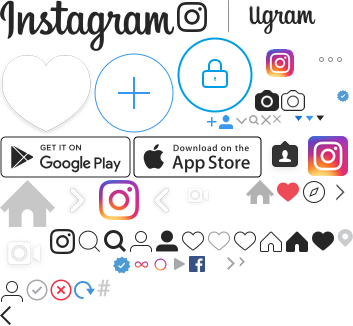 Instagram
Ugram
GET IT ON
Google Play
Download on the
App Store
#